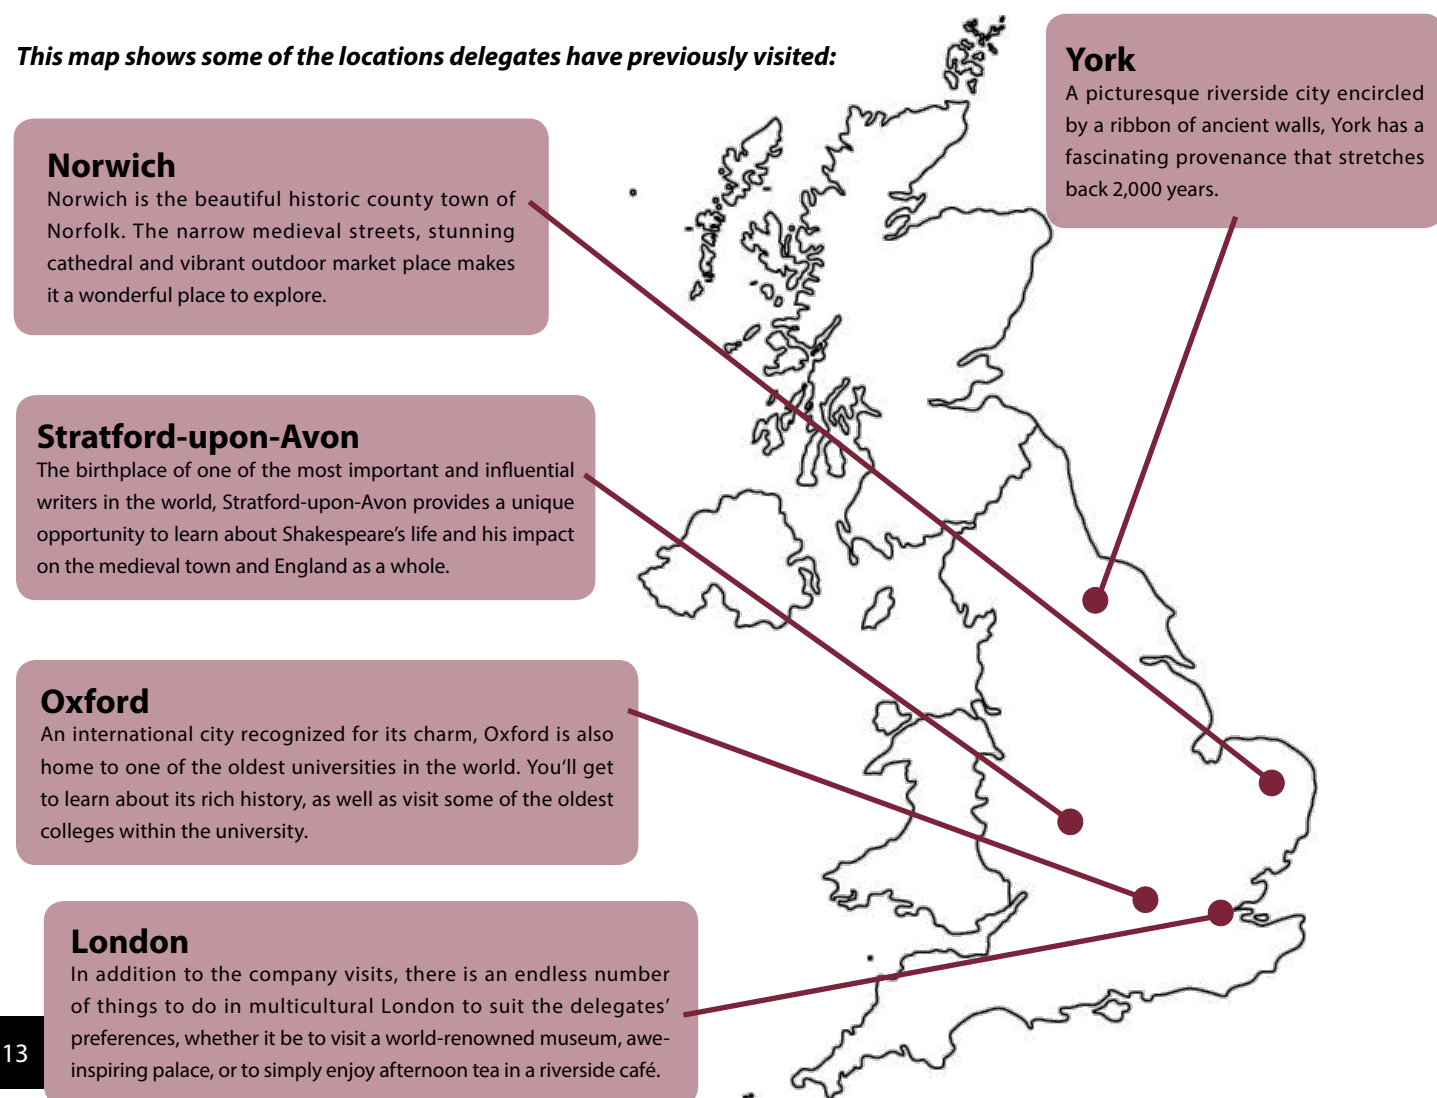 This map shows some of the locations delegates have previously visited:
York
A picturesque riverside city encircled
by a ribbon of ancient walls, York has a
fascinating provenance that stretches
back 2,000 years.
Norwich
Norwich is the beautiful historic county town of
Norfolk. The narrow medieval streets, stunning
cathedral and vibrant outdoor market place makes
it a wonderful place to explore.
Stratford-upon-Avon
The birthplace of one of the most important and influential
writers in the world, Stratford-upon-Avon provides a unique
opportunity to learn about Shakespeare’s life and his impact
on the medieval town and England as a whole.
Oxford
An international city recognized for its charm, Oxford is also
home to one of the oldest universities in the world. You‘ll get
to learn about its rich history, as well as visit some of the oldest
colleges within the university.
London
In addition to the company visits, there is an endless number
of things to do in multicultural London to suit the delegates’
preferences, whether it be to visit a world-renowned museum, awe-
inspiring palace, or to simply enjoy afternoon tea in a riverside café.
13